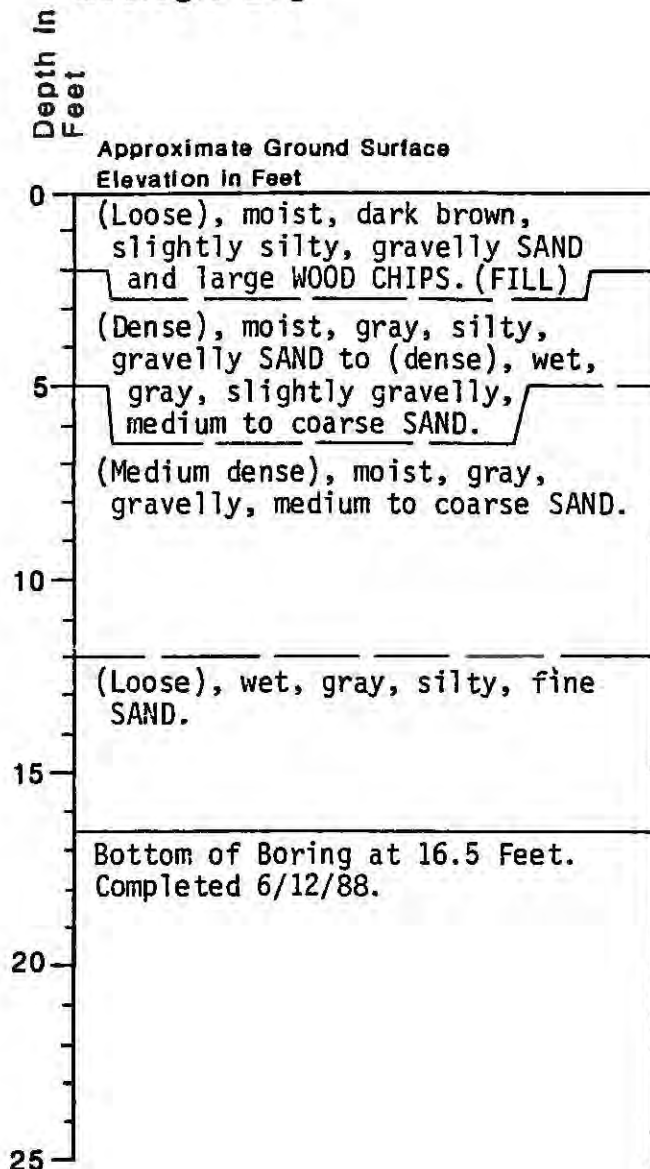 Depth in
Feet
Approximate Ground Surface
Elevation in Feet
0
(Loose), moist, dark brown,
slightly silty, gravelly SAND
and large WOOD CHIPS. (FILL)
(Dense), moist, gray, silty,
gravelly SAND to (dense), wet,
5
gray, slightly gravelly,
medium to coarse SAND.
(Medium dense), moist, gray,
gravelly, medium to coarse SAND.
10
(Loose), wet, gray, silty, fine
SAND.
15
Bottom of Boring at 16.5 Feet.
Completed 6/12/88.
20
25